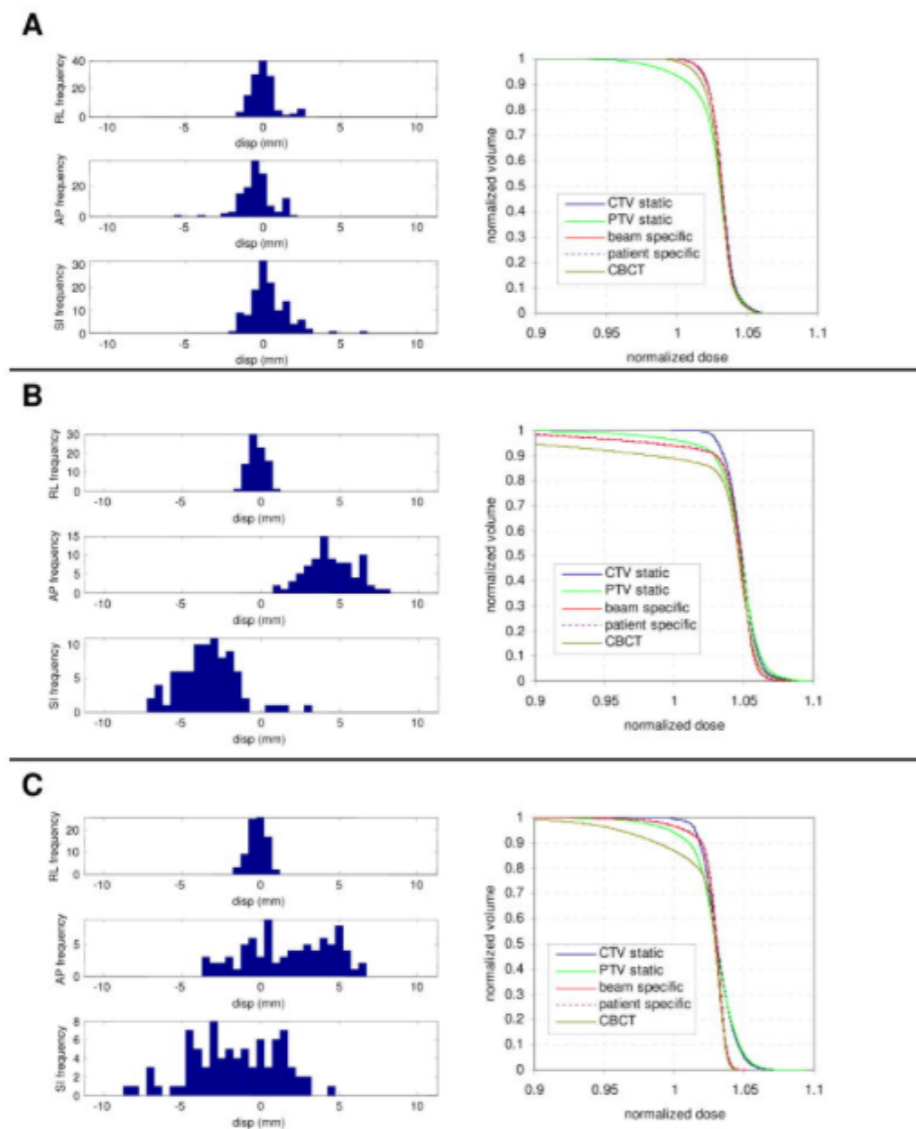 A
RL frequency
40
20
0
-10 -5 0 5 10
disp (mm)
AP frequency
20
0
-10 -5 0 5 10
disp (mm)
SI frequency
30
20
10
0
-10 -5 0 5 10
disp (mm)
normalized volume
1
0.9
0.8
0.7
0.6
0.5
0.4
0.3
0.2
0.1
0
CTV static
PTV static
beam specific
patient specific
CBCT
0.9 0.95 1 1.05 1.1
normalized dose
B
RL frequency
30
20
10
0
-10 -5 0 5 10
disp (mm)
AP frequency
15
10
5
0
-10 -5 0 5 10
disp (mm)
SI frequency
10
5
0
-10 -5 0 5 10
disp (mm)
normalized volume
1
0.9
0.8
0.7
0.6
0.5
0.4
0.3
0.2
0.1
0
CTV static
PTV static
beam specific
patient specific
CBCT
0.9 0.95 1 1.05 1.1
normalized dose
C
RL frequency
20
10
0
-10 -5 0 5 10
disp (mm)
AP frequency
5
0
-10 -5 0 5 10
disp (mm)
SI frequency
8
6
4
2
0
-10 -5 0 5 10
disp (mm)
normalized volume
1
0.9
0.8
0.7
0.6
0.5
0.4
0.3
0.2
0.1
0
CTV static
PTV static
beam specific
patient specific
CBCT
0.9 0.95 1 1.05 1.1
normalized dose